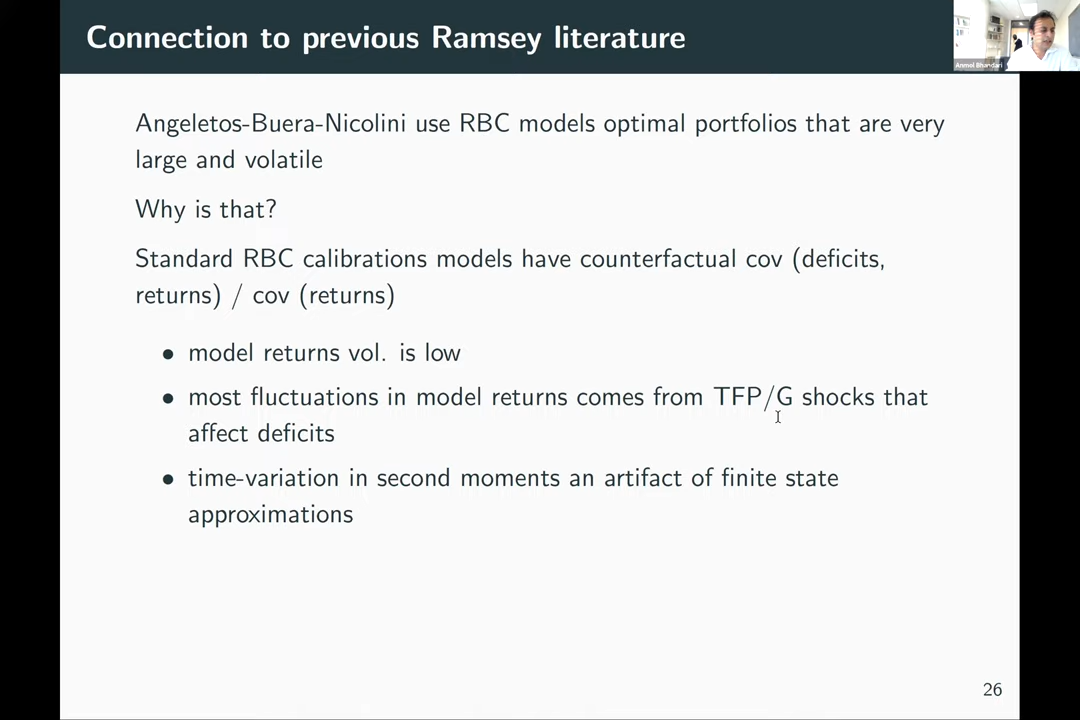 Connection to previous Ramsey literature
Anmol Bhandari
Angeletos-Buera-Nicolini use RBC models optimal portfolios that are very
large and volatile
Why is that?
Standard RBC calibrations models have counterfactual cov (deficits,
returns) / cov (returns)
• model returns vol. is low
• most fluctuations in model returns comes from TFP/G shocks that
affect deficits
• time-variation in second moments an artifact of finite state
approximations
26